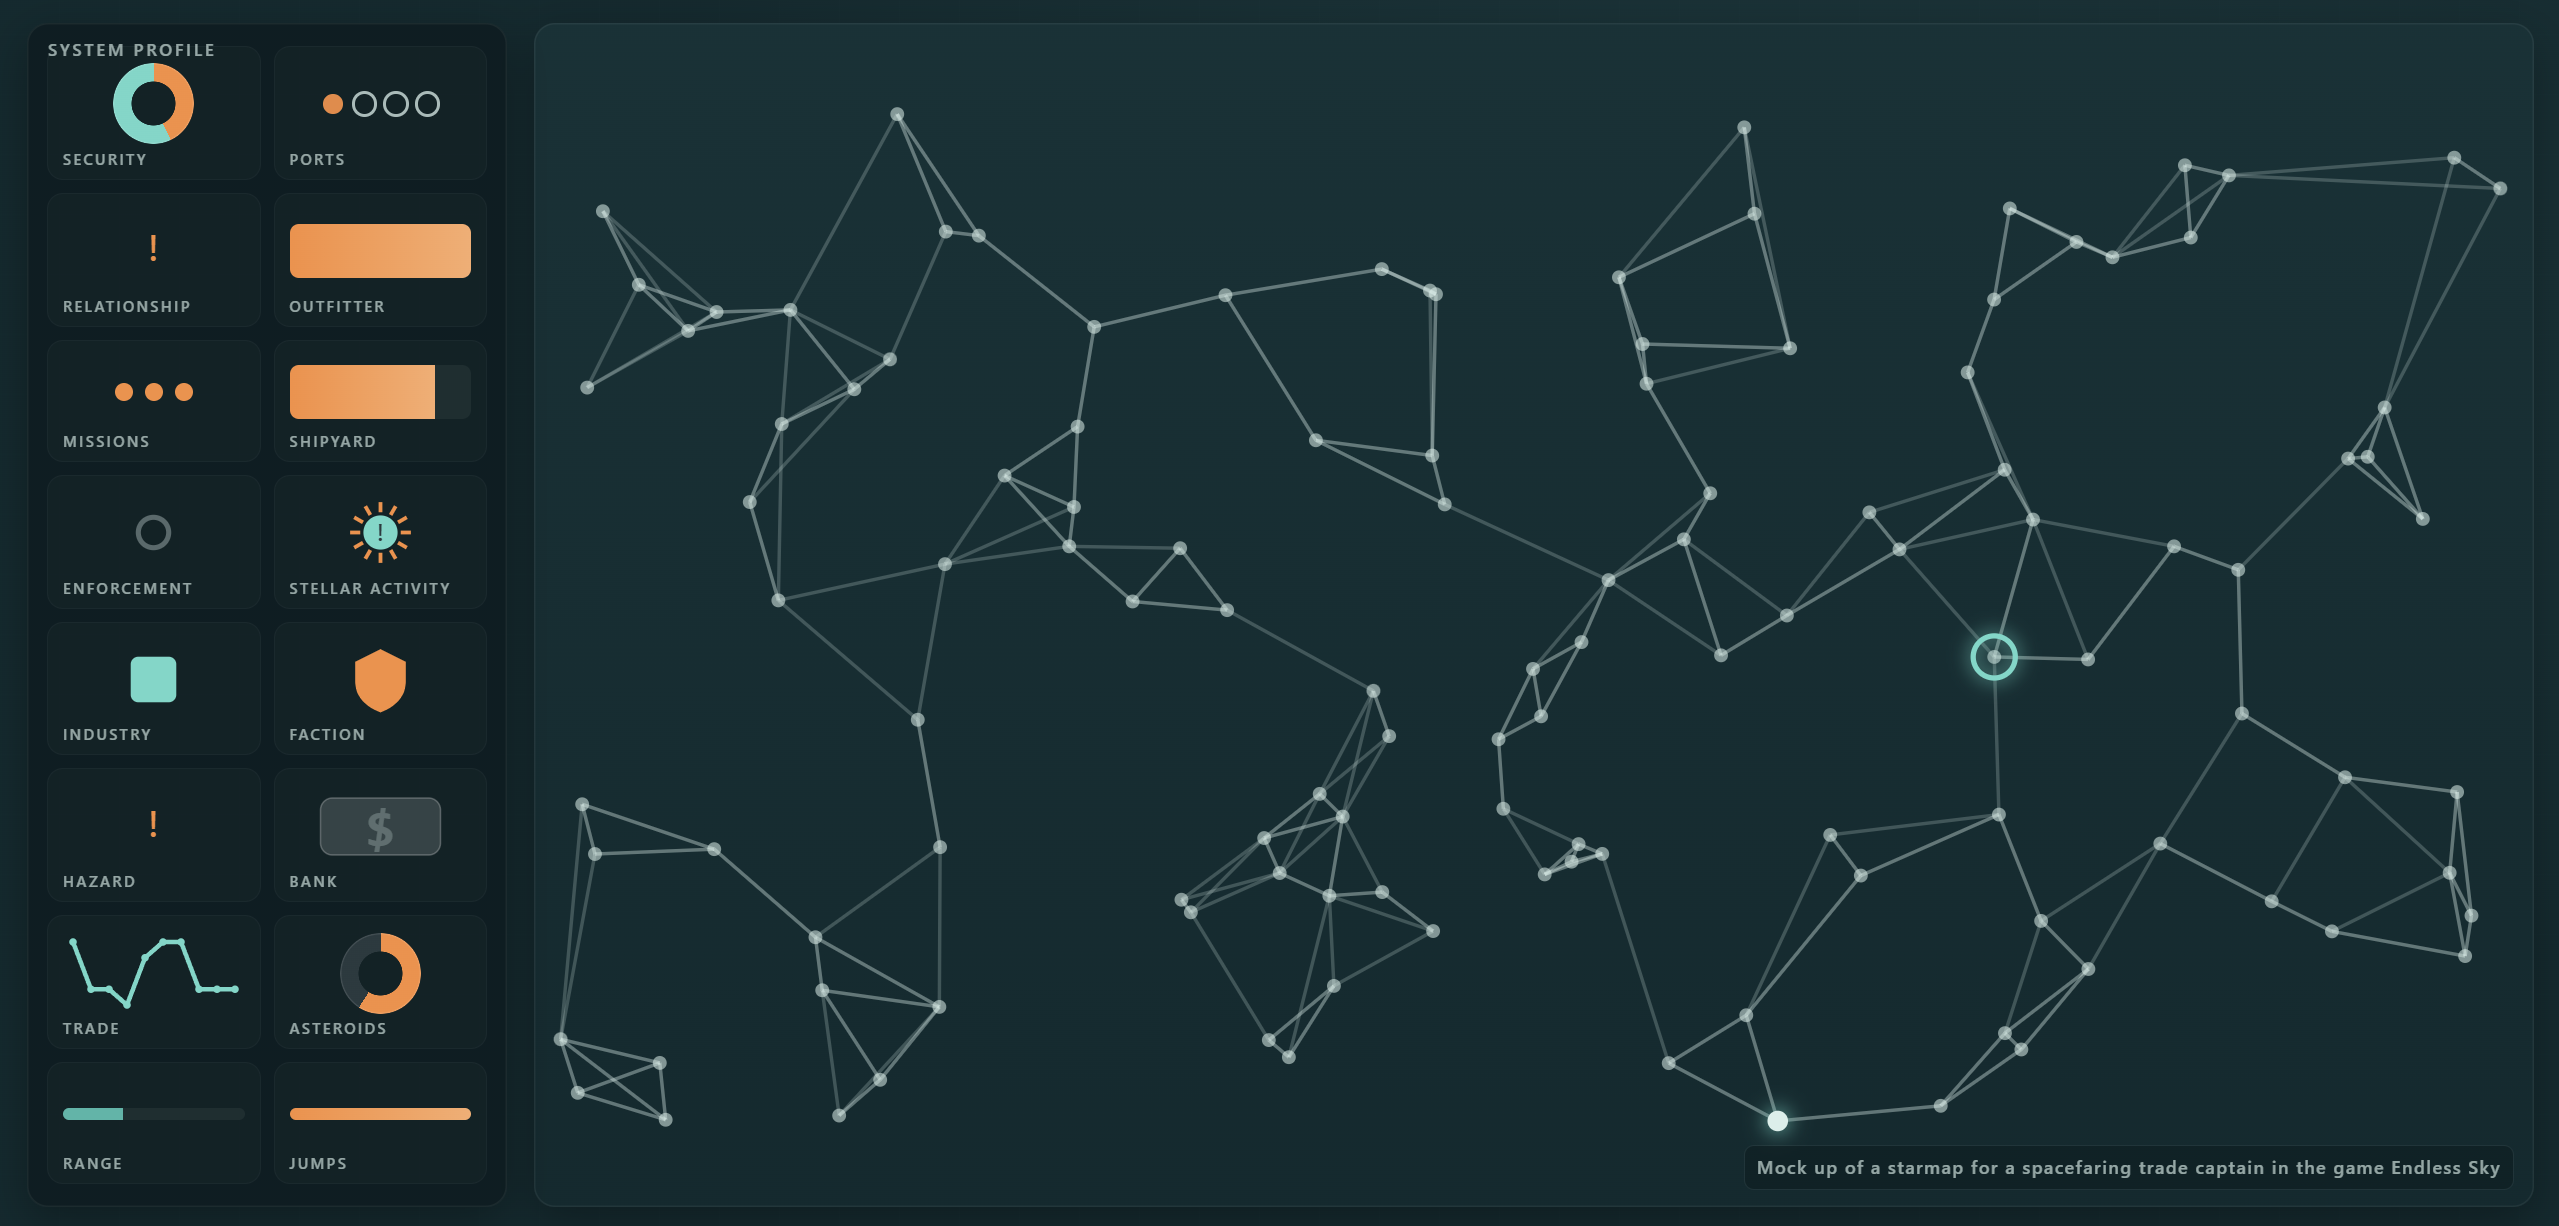 SYSTEM PROFILE
SECURITY
PORTS
!
RELATIONSHIP
OUTFITTER
MISSIONS
SHIPYARD
ENFORCEMENT
!
STELLAR ACTIVITY
INDUSTRY
FACTION
!
HAZARD
$
BANK
TRADE
ASTEROIDS
RANGE
JUMPS
Mock up of a starmap for a spacefaring trade captain in the game Endless Sky